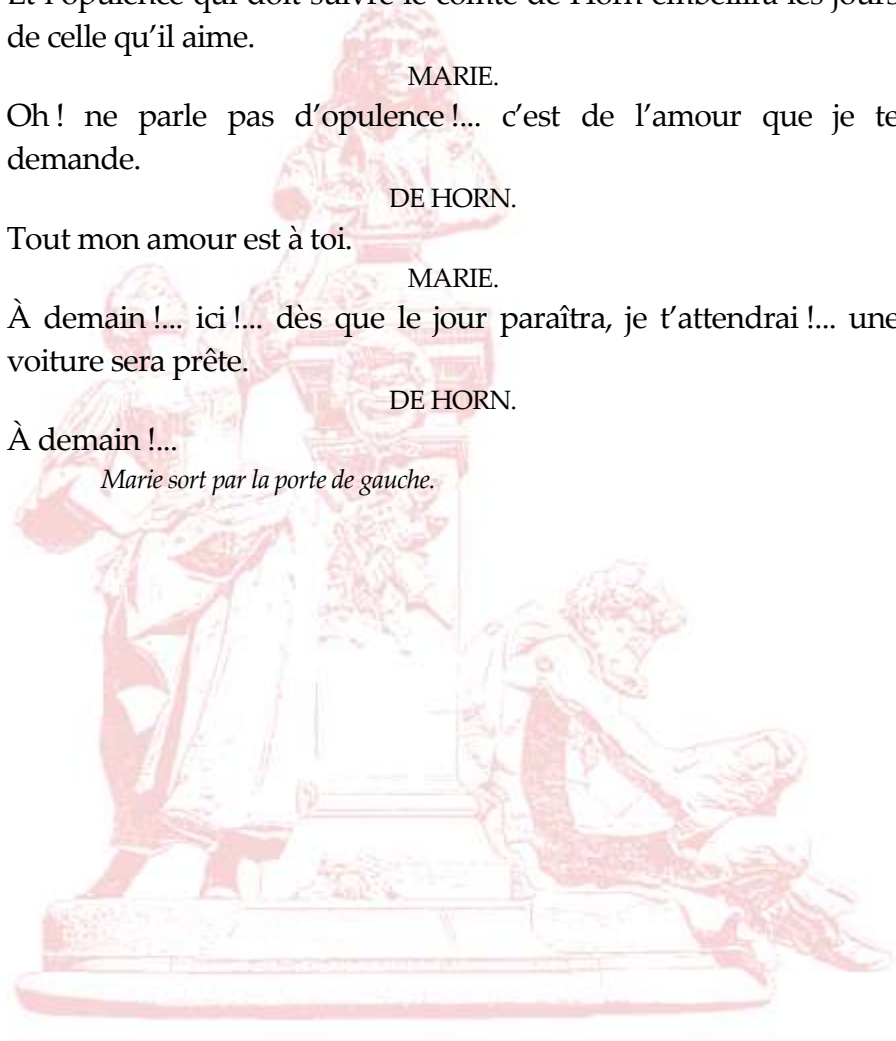 Et l'opulence qui doit suivre le comte de Horn embellira les jours
de celle qu'il aime.
MARIE.
Oh ! ne parle pas d'opulence !... c'est de l'amour que je te
demande.
DE HORN.
Tout mon amour est à toi.
MARIE.
À demain !... ici !... dès que le jour paraîtra, je t'attendrai !... une
voiture sera prête.
DE HORN.
À demain !...
Marie sort par la porte de gauche.